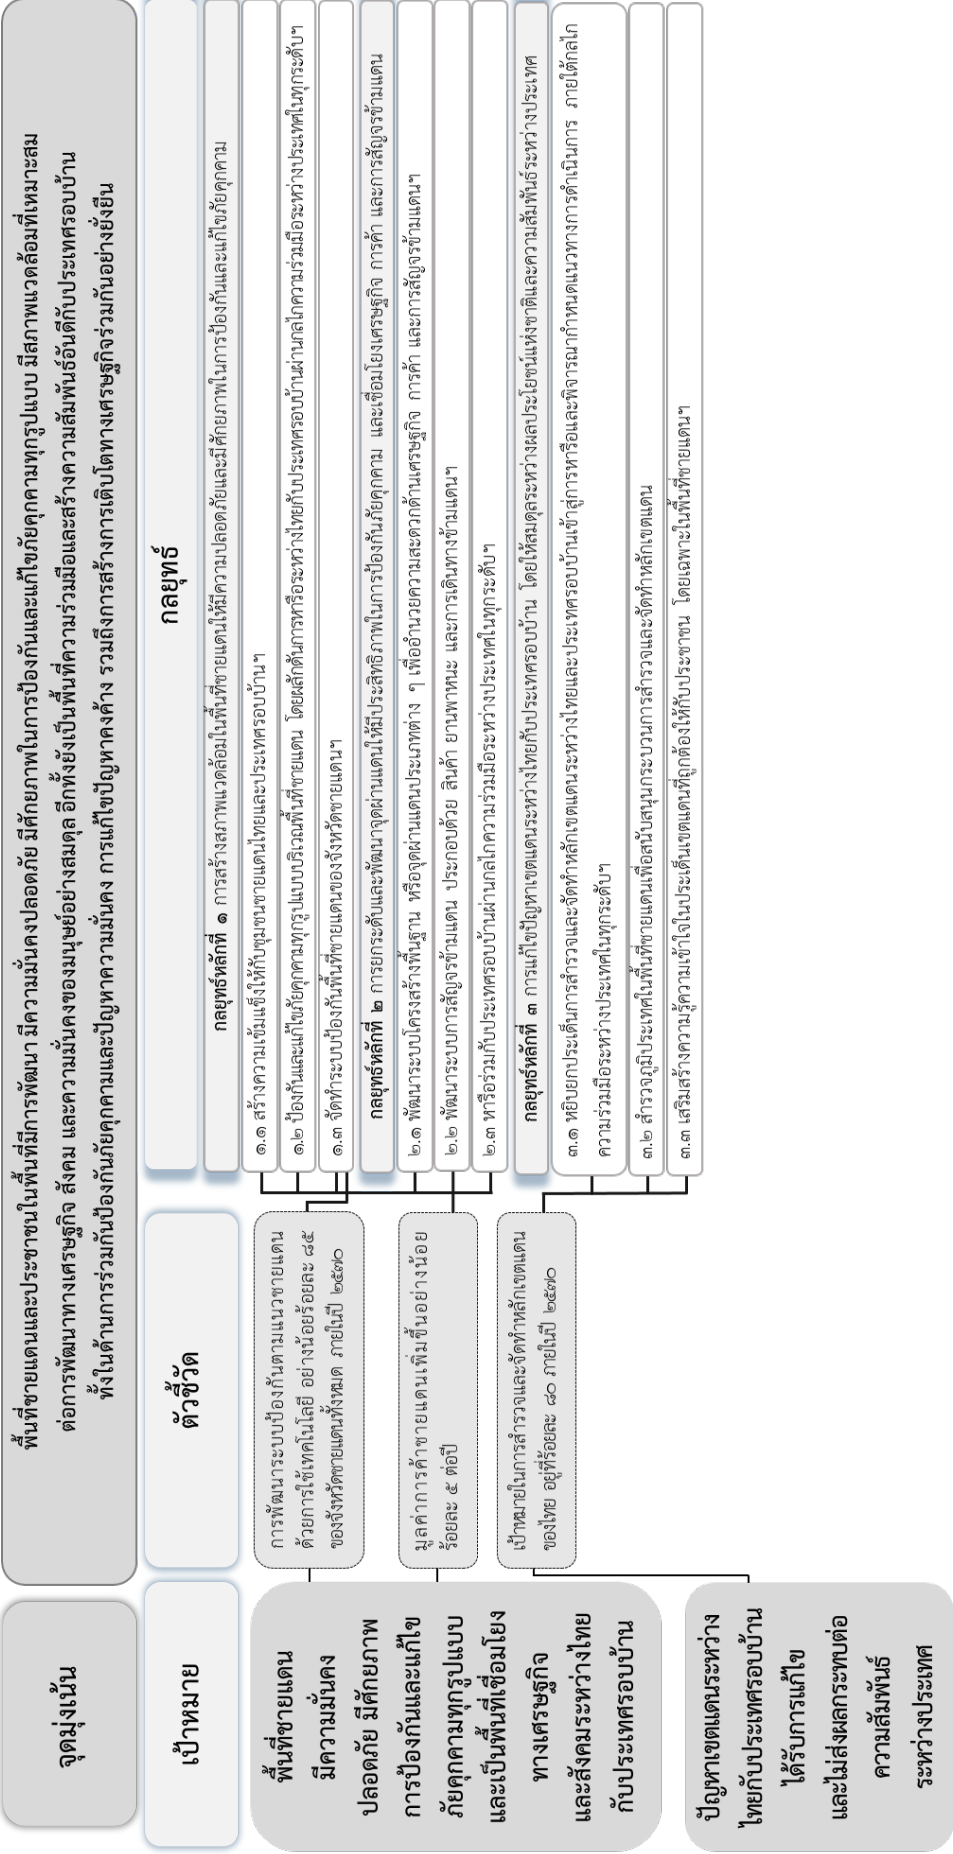 จุดมุ่งเน้น
พื้นที่ชายแดนและประชาชนในพื้นที่มีการพัฒนา มีความมั่นคงปลอดภัย มีศักยภาพในการป้องกันและแก้ไขภัยคุกคามทุกรูปแบบ มีสภาพแวดล้อมที่เหมาะสม
ต่อการพัฒนาทางเศรษฐกิจ สังคม และความมั่นคงของมนุษย์อย่างสมดุล อีกทั้งยังเป็นพื้นที่ความร่วมมือและสร้างความสัมพันธ์อันดีกับประเทศรอบบ้าน
ทั้งในด้านการร่วมกันป้องกันภัยคุกคามและปัญหาความมั่นคง การแก้ไขปัญหาคงค้าง รวมถึงการสร้างการเติบโตทางเศรษฐกิจร่วมกันอย่างยั่งยืน
เป้าหมาย
ตัวชี้วัด
กลยุทธ์
พื้นที่ชายแดน
มีความมั่นคง
ปลอดภัย มีศักยภาพ
การป้องกันและแก้ไข
ภัยคุกคามทุกรูปแบบ
และเป็นพื้นที่เชื่อมโยง
ทางเศรษฐกิจ
และสังคมระหว่างไทย
กับประเทศรอบบ้าน
ปัญหาเขตแดนระหว่าง
ไทยกับประเทศรอบบ้าน
ได้รับการแก้ไข
และไม่ส่งผลกระทบต่อ
ความสัมพันธ์
ระหว่างประเทศ
การพัฒนาระบบป้องกันตามแนวชายแดน
ด้วยการใช้เทคโนโลยี อย่างน้อยร้อยละ ๘๕
ของจังหวัดชายแดนทั้งหมด ภายในปี ๒๕๗๐
มูลค่าการค้าชายแดนเพิ่มขึ้นอย่างน้อย
ร้อยละ ๕ ต่อปี
เป้าหมายในการสำรวจและจัดทำหลักเขตแดน
ของไทย อยู่ที่ร้อยละ ๘๐ ภายในปี ๒๕๗๐
กลยุทธ์หลักที่ ๑ การสร้างสภาพแวดล้อมในพื้นที่ชายแดนให้มีความปลอดภัยและมีศักยภาพในการป้องกันและแก้ไขภัยคุกคาม
๑.๑ สร้างความเข้มแข็งให้กับชุมชนชายแดนไทยและประเทศรอบบ้านฯ
๑.๒ ป้องกันและแก้ไขภัยคุกคามทุกรูปแบบบริเวณพื้นที่ชายแดน โดยผลักดันการหารือระหว่างไทยกับประเทศรอบบ้านผ่านกลไกความร่วมมือระหว่างประเทศในทุกระดับฯ
๑.๓ จัดทำระบบป้องกันพื้นที่ชายแดนของจังหวัดชายแดนฯ
กลยุทธ์หลักที่ ๒ การยกระดับและพัฒนาจุดผ่านแดนให้มีประสิทธิภาพในการป้องกันภัยคุกคาม และเชื่อมโยงเศรษฐกิจ การค้า และการสัญจรข้ามแดน
๒.๑ พัฒนาระบบโครงสร้างพื้นฐาน หรือจุดผ่านแดนประเภทต่าง ๆ เพื่ออำนวยความสะดวกด้านเศรษฐกิจ การค้า และการสัญจรข้ามแดนฯ
๒.๒ พัฒนาระบบการสัญจรข้ามแดน ประกอบด้วย สินค้า ยานพาหนะ และการเดินทางข้ามแดนฯ
๒.๓ หารือร่วมกับประเทศรอบบ้านผ่านกลไกความร่วมมือระหว่างประเทศในทุกระดับฯ
กลยุทธ์หลักที่ ๓ การแก้ไขปัญหาเขตแดนระหว่างไทยกับประเทศรอบบ้าน โดยให้สมดุลระหว่างผลประโยชน์แห่งชาติและความสัมพันธ์ระหว่างประเทศ
๓.๑ หยิบยกประเด็นการสำรวจและจัดทำหลักเขตแดนระหว่างไทยและประเทศรอบบ้านเข้าสู่การหารือและพิจารณากำหนดแนวทางการดำเนินการ ภายใต้กลไก
ความร่วมมือระหว่างประเทศในทุกระดับฯ
๓.๒ สำรวจภูมิประเทศในพื้นที่ชายแดนเพื่อสนับสนุนกระบวนการสำรวจและจัดทำหลักเขตแดน
๓.๓ เสริมสร้างความรู้ความเข้าใจในประเด็นเขตแดนที่ถูกต้องให้กับประชาชน โดยเฉพาะในพื้นที่ชายแดนฯ